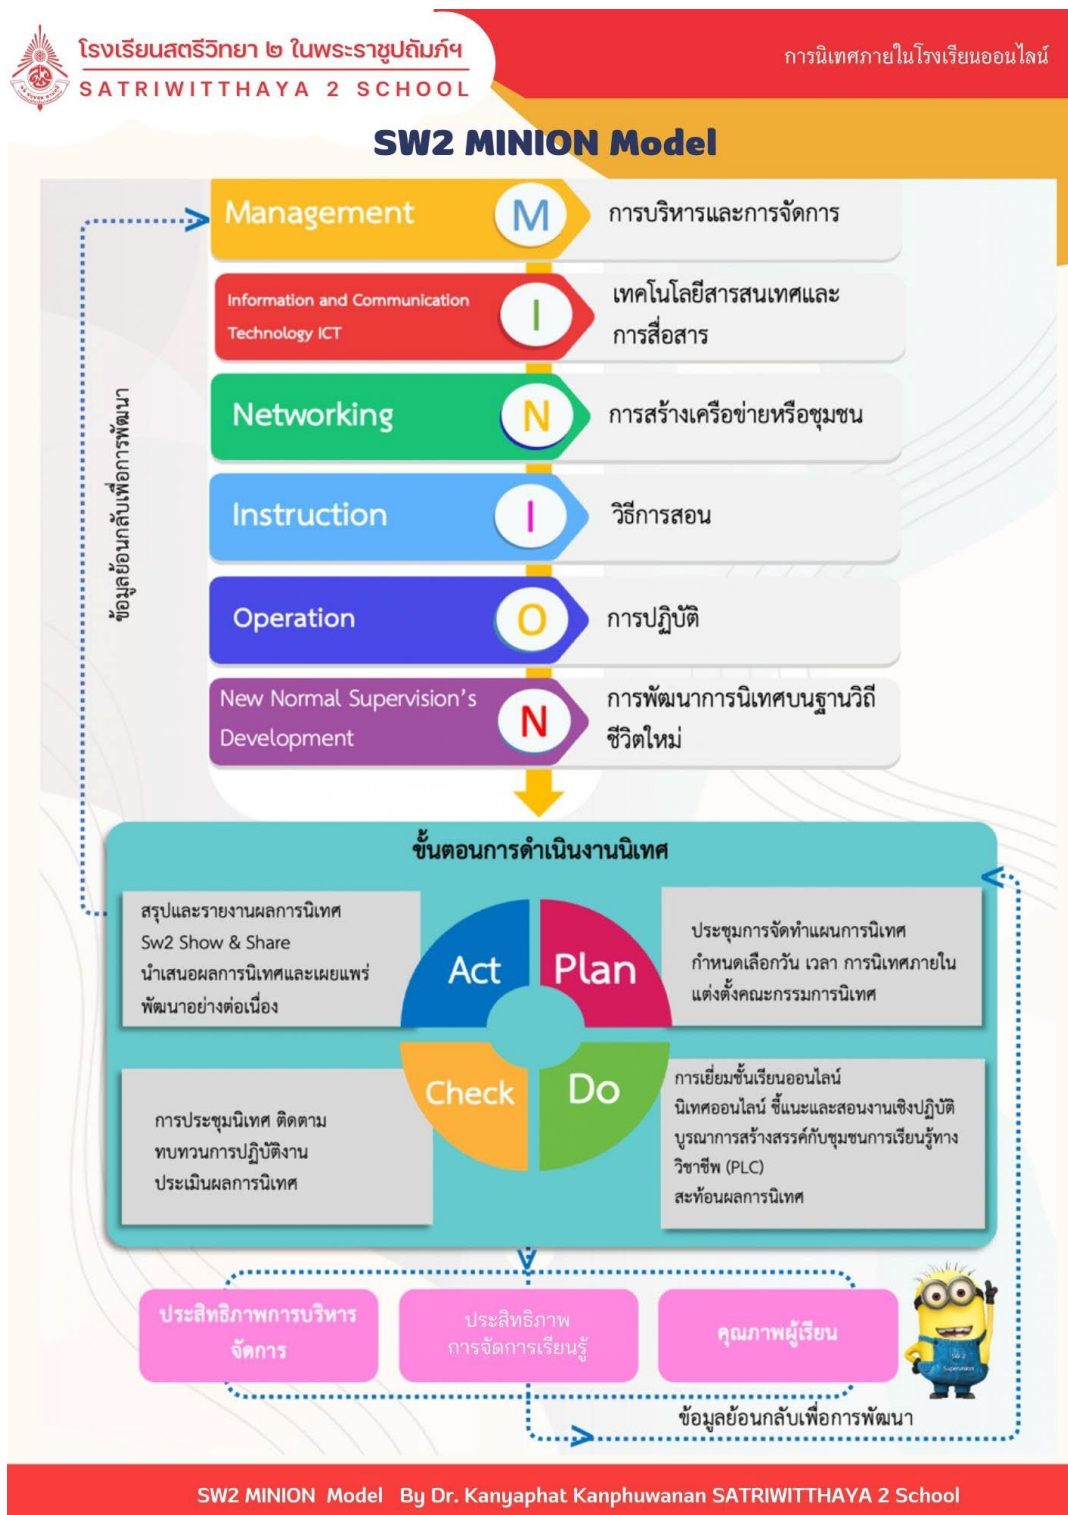 โรงเรียนสตรีวิทยา ๒ ในพระราชูปถัมภ์ฯ
SATRIWITTHAYA 2 SCHOOL
การนิเทศภายในโรงเรียนออนไลน์
SW2 MINION Model
Management
M
การบริหารและการจัดการ
Information and Communication
Technology ICT
I
เทคโนโลยีสารสนเทศและ
การสื่อสาร
Networking
N
การสร้างเครือข่ายหรือชุมชน
Instruction
I
วิธีการสอน
Operation
O
การปฏิบัติ
New Normal Supervision's
Development
N
การพัฒนาการนิเทศบนฐานวิถี
ชีวิตใหม่
ข้อมูลย้อนกลับเพื่อการพัฒนา
ขั้นตอนการดำเนินงานนิเทศ
สรุปและรายงานผลการนิเทศ
Sw2 Show & Share
นำเสนอผลการนิเทศและเผยแพร่
พัฒนาอย่างต่อเนื่อง
Act
Plan
ประชุมการจัดทำแผนการนิเทศ
กำหนดเลือกวัน เวลา การนิเทศภายใน
แต่งตั้งคณะกรรมการนิเทศ
การประชุมนิเทศ ติดตาม
ทบทวนการปฏิบัติงาน
ประเมินผลการนิเทศ
Check
Do
การเยี่ยมชั้นเรียนออนไลน์
นิเทศออนไลน์ ชี้แนะและสอนงานเชิงปฏิบัติ
บูรณาการสร้างสรรค์กับชุมชนการเรียนรู้ทาง
วิชาชีพ (PLC)
สะท้อนผลการนิเทศ
ประสิทธิภาพการบริหาร
จัดการ
ประสิทธิภาพ
การจัดการเรียนรู้
คุณภาพผู้เรียน
SW 2
Supervision
ข้อมูลย้อนกลับเพื่อการพัฒนา
SW2 MINION Model By Dr. Kanyaphat Kanphuwanan SATRIWITTHAYA 2 School